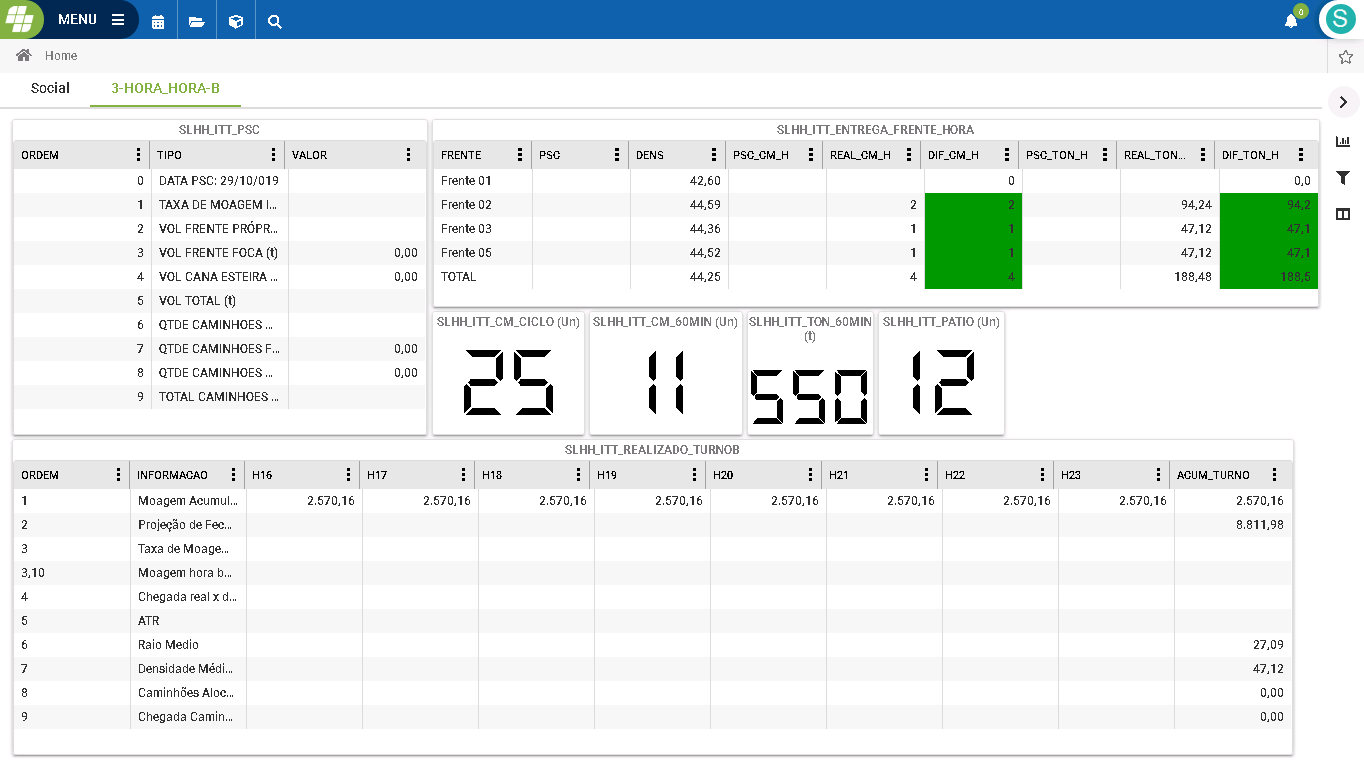 MENU
0
S
Home
Social 3-HORA_HORA-B
SLHH_ITT_PSC
ORDEM TIPO VALOR
0 DATA PSC: 29/10/019
1 TAXA DE MOAGEM I...
2 VOL FRENTE PRÓPR...
3 VOL FRENTE FOCA (t) 0,00
4 VOL CANA ESTEIRA ... 0,00
5 VOL TOTAL (t)
6 QTDE CAMINHOES ...
7 QTDE CAMINHOES F... 0,00
8 QTDE CAMINHOES ... 0,00
9 TOTAL CAMINHOES ...
SLHH_ITT_ENTREGA_FRENTE_HORA
FRENTE PSC DENS PSC_CM_H REAL_CM_H DIF_CM_H PSC_TON_H REAL_TON... DIF_TON_H
Frente 01 42,60 0 0,0
Frente 02 44,59 2 2 94,24 94,2
Frente 03 44,36 1 1 47,12 47,1
Frente 05 44,52 1 1 47,12 47,1
TOTAL 44,25 4 4 188,48 188,5
SLHH_ITT_CM_CICLO (Un)
25
SLHH_ITT_CM_60MIN (Un)
11
SLHH_ITT_TON_60MIN
(t)
550
SLHH_ITT_PATIO (Un)
12
SLHH_ITT_REALIZADO_TURNOB
ORDEM INFORMACAO H16 H17 H18 H19 H20 H21 H22 H23 ACUM_TURNO
1 Moagem Acumul... 2.570,16 2.570,16 2.570,16 2.570,16 2.570,16 2.570,16 2.570,16 2.570,16 2.570,16
2 Projeção de Fec... 8.811,98
3 Taxa de Moage...
3,10 Moagem hora b...
4 Chegada real x d...
5 ATR
6 Raio Medio 27,09
7 Densidade Médi... 47,12
8 Caminhões Aloc... 0,00
9 Chegada Camin... 0,00